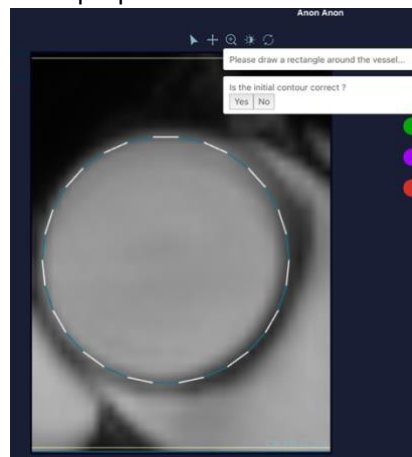 Anon Anon
Please draw a rectangle around the vessel...
Is the initial contour correct ?
Yes No